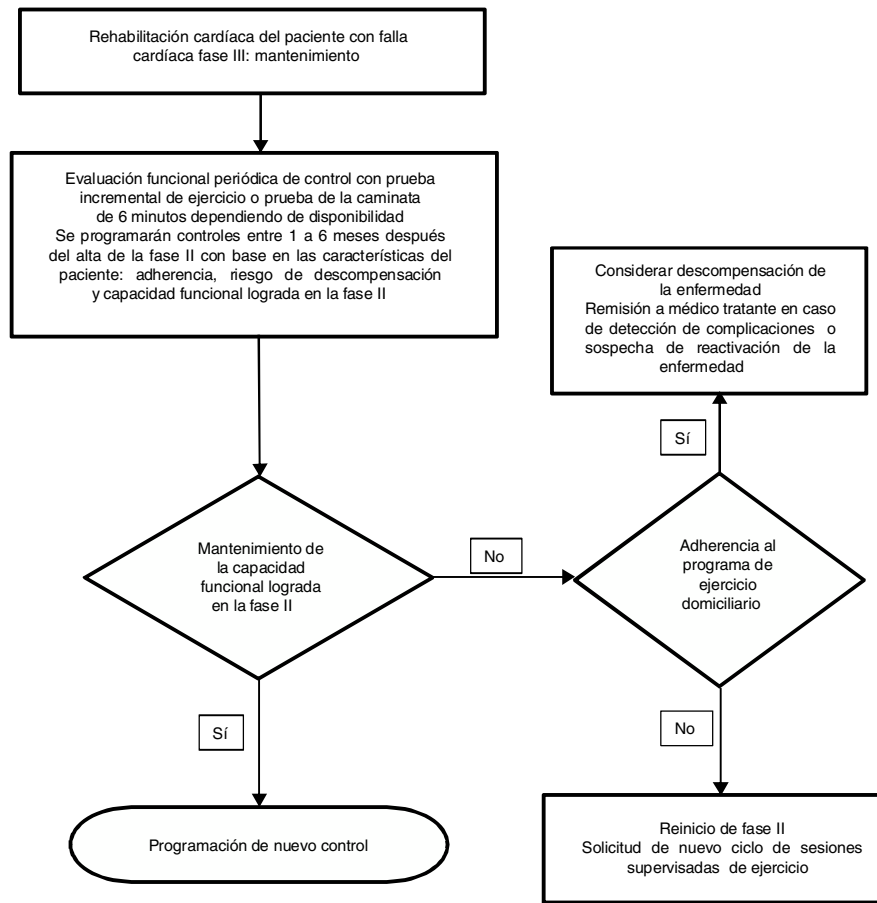 Rehabilitación cardíaca del paciente con falla
cardíaca fase III: mantenimiento
Evaluación funcional periódica de control con prueba
incremental de ejercicio o prueba de la caminata
de 6 minutos dependiendo de disponibilidad
Se programarán controles entre 1 a 6 meses después
del alta de la fase II con base en las características del
paciente: adherencia, riesgo de descompensación
y capacidad funcional lograda en la fase II
Considerar descompensación de
la enfermedad
Remisión a médico tratante en caso
de detección de complicaciones o
sospecha de reactivación de la
enfermedad
Sí
Mantenimiento de
la capacidad
funcional lograda
en la fase II
No
Adherencia al
programa de
ejercicio
domiciliario
Sí
No
Programación de nuevo control
Reinicio de fase II
Solicitud de nuevo ciclo de sesiones
supervisadas de ejercicio